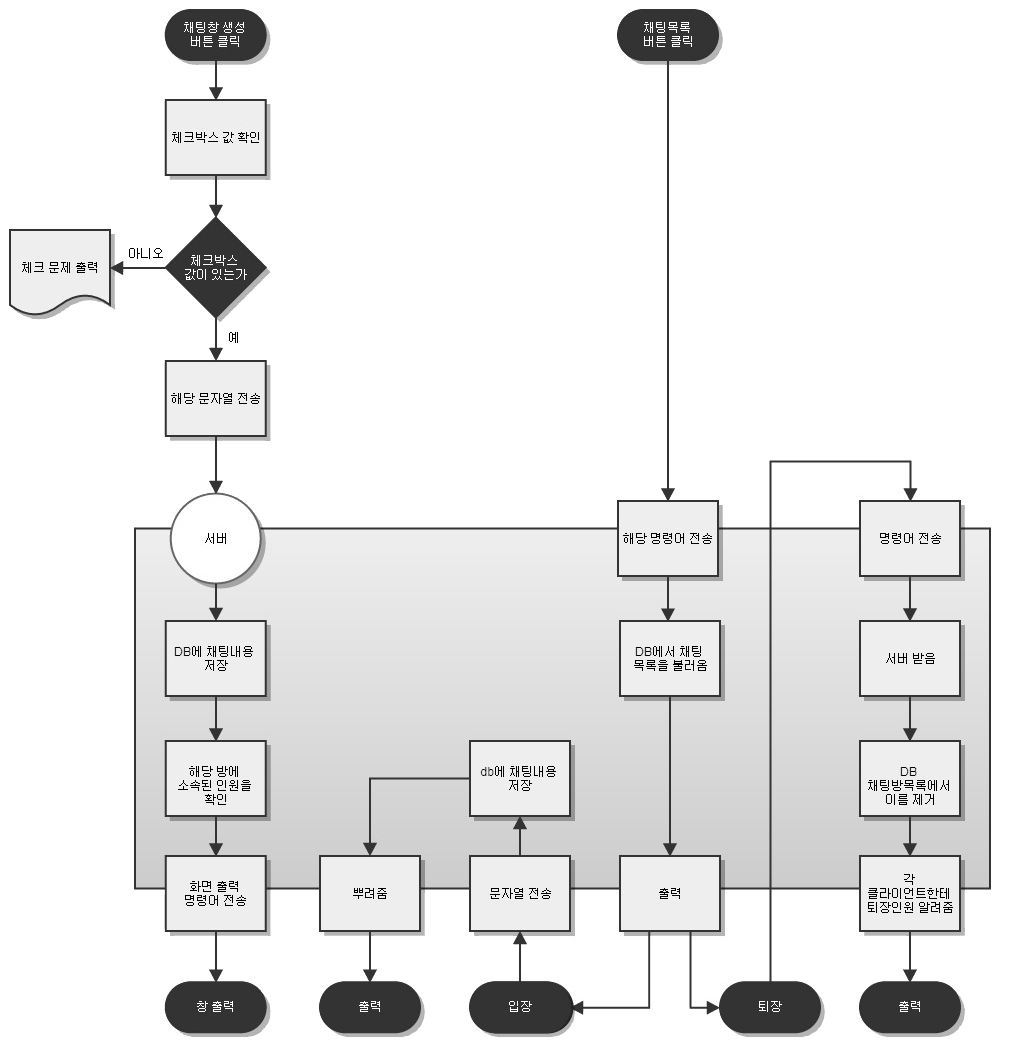 채팅창 생성
버튼 클릭
채팅목록
버튼 클릭
체크박스 값 확인
체크박스
값이 있는가
아니오
체크 문제 출력
예
해당 문자열 전송
서버
해당 명령어 전송
명령어 전송
DB에 채팅내용
저장
DB에서 채팅
목록을 불러옴
서버 받음
해당 방에
소속된 인원을
확인
db에 채팅내용
저장
DB
채팅방목록에서
이름 제거
화면 출력
명령어 전송
뿌려줌
문자열 전송
출력
각
클라이언트한테
퇴장인원 알려줌
창 출력
출력
입장
퇴장
출력